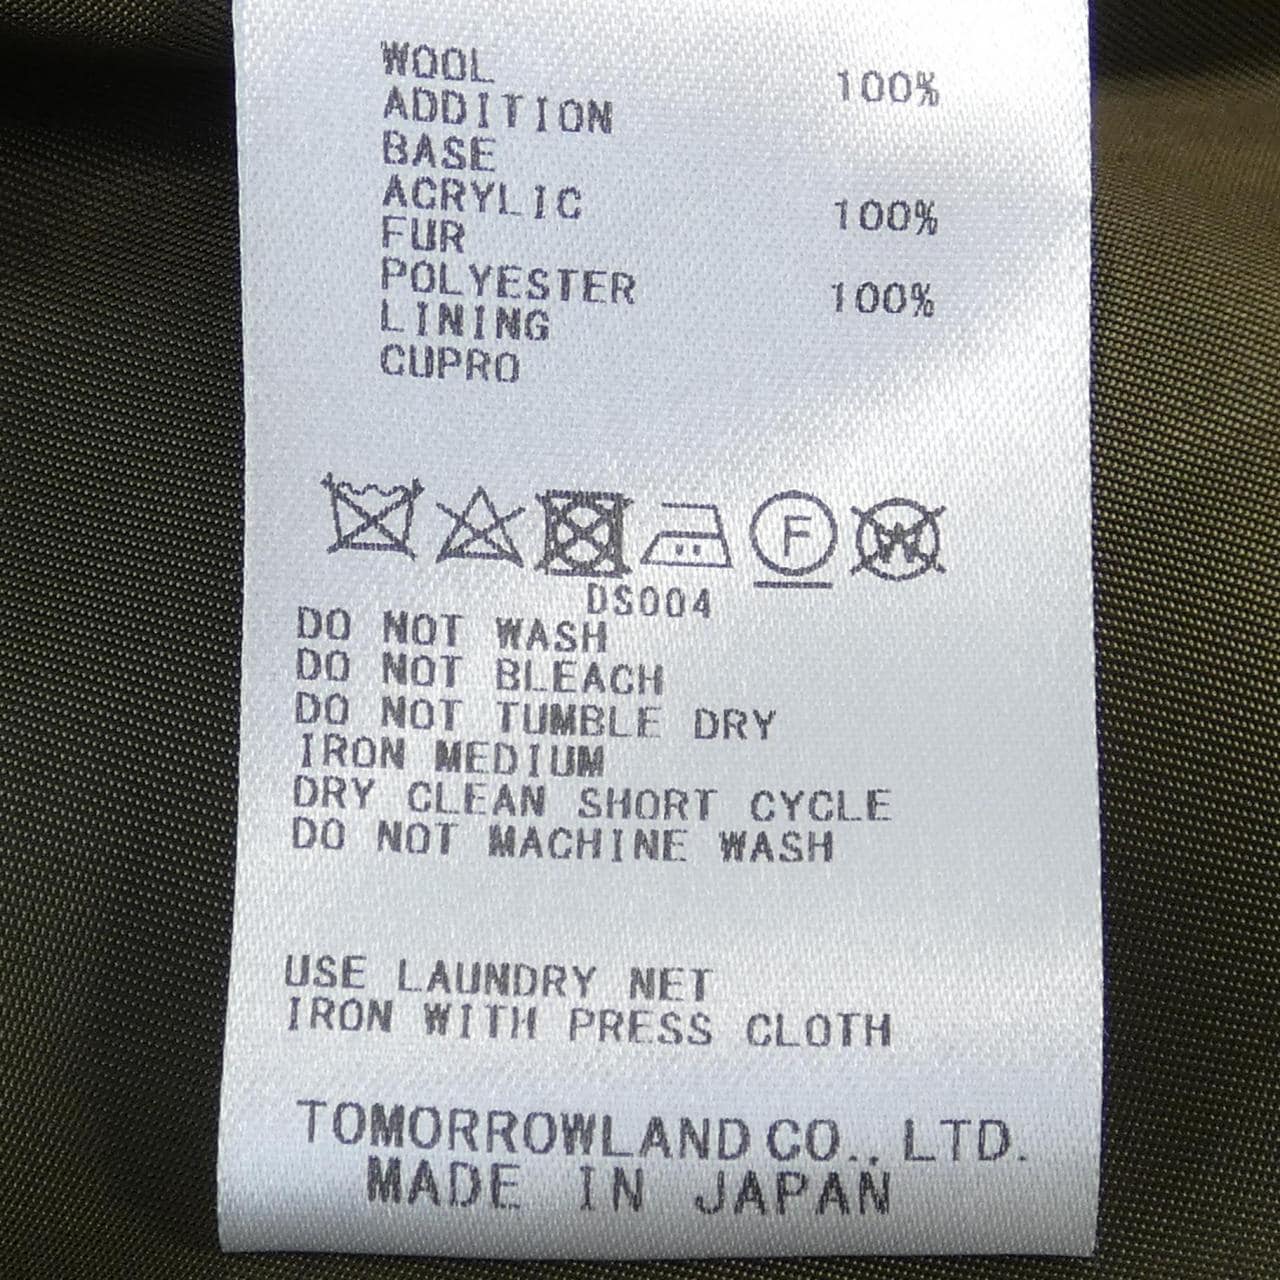 WOOL 100%
ADDITION
BASE
ACRYLIC 100%
FUR
POLYESTER 100%
LINING
CUPRO
F
W
DS004
DO NOT WASH
DO NOT BLEACH
DO NOT TUMBLE DRY
IRON MEDIUM
DRY CLEAN SHORT CYCLE
DO NOT MACHINE WASH
USE LAUNDRY NET
IRON WITH PRESS CLOTH
TOMORROWLAND CO., LTD.
MADE IN JAPAN